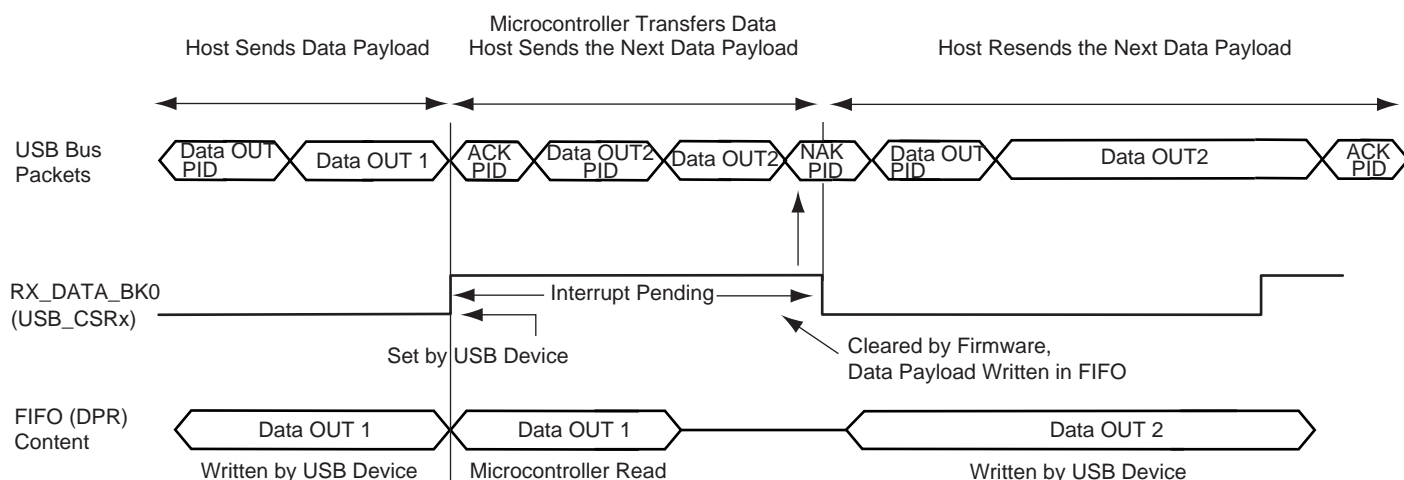 Microcontroller Transfers Data
Host Sends Data Payload
Host Sends the Next Data Payload
Host Resends the Next Data Payload
USB Bus
Packets
Data OUT
PID
Data OUT 1
ACK
PID
Data OUT2
PID
Data OUT2
NAK
PID
Data OUT
PID
Data OUT2
ACK
PID
RX_DATA_BK0
(USB_CSRx)
Interrupt Pending
Set by USB Device
Cleared by Firmware,
Data Payload Written in FIFO
FIFO (DPR)
Content
Data OUT 1
Data OUT 1
Data OUT 2
Written by USB Device
Microcontroller Read
Written by USB Device